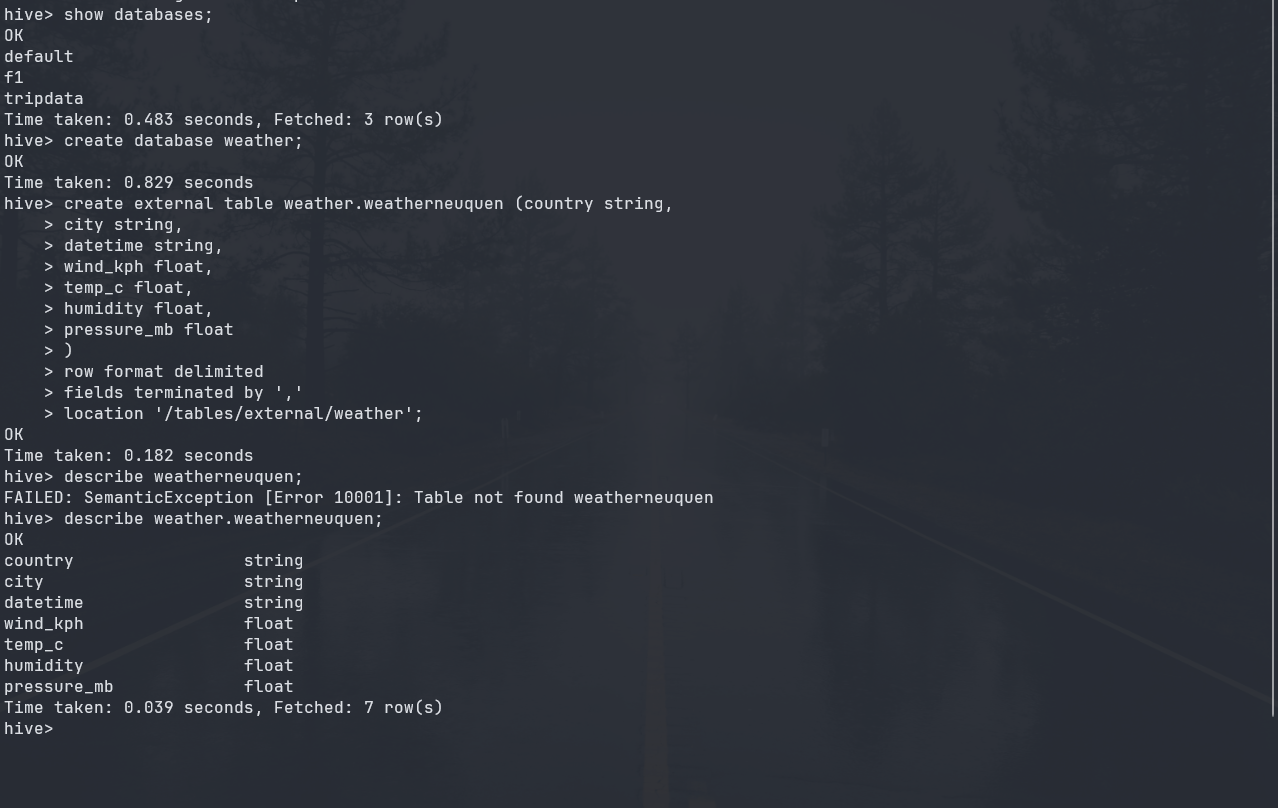 hive> show databases;
OK
default
f1
tripdata
Time taken: 0.483 seconds, Fetched: 3 row(s)
hive> create database weather;
OK
Time taken: 0.829 seconds
hive> create external table weather.weatherneuquen (country string,
    > city string,
    > datetime string,
    > wind_kph float,
    > temp_c float,
    > humidity float,
    > pressure_mb float
    > )
    > row format delimited
    > fields terminated by ','
    > location '/tables/external/weather';
OK
Time taken: 0.182 seconds
hive> describe weatherneuquen;
FAILED: SemanticException [Error 10001]: Table not found weatherneuquen
hive> describe weather.weatherneuquen;
OK
country                 string
city                    string
datetime                string
wind_kph                float
temp_c                  float
humidity                float
pressure_mb             float
Time taken: 0.039 seconds, Fetched: 7 row(s)
hive>